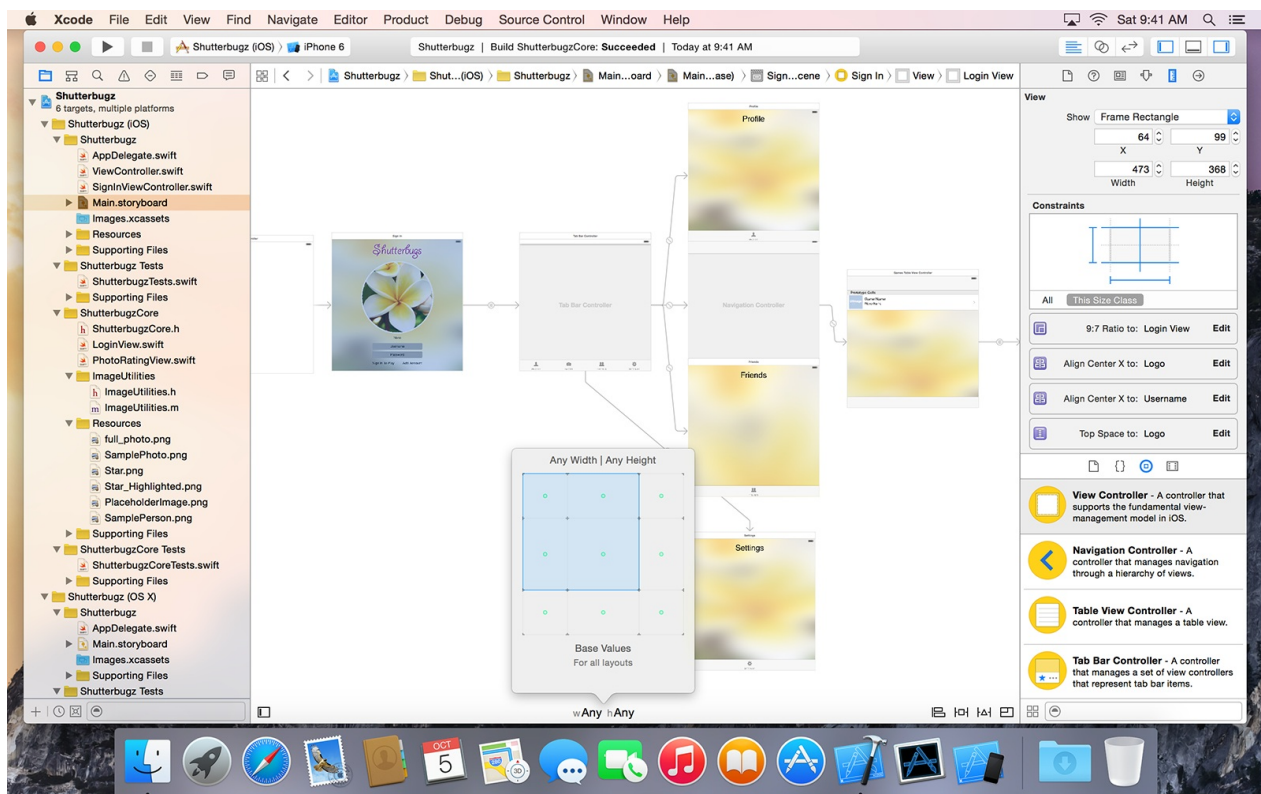 Xcode File Edit View Find Navigate Editor Product Debug Source Control Window Help
Sat 9:41 AM
Shutterbugz (iOS) iPhone 6
Shutterbugz | Build ShutterbugzCore: Succeeded | Today at 9:41 AM
Shutterbugz Shut...(iOS) Shutterbugz Main...oard Main...ase) Sign...cene Sign In View Login View
Shutterbugz
6 targets, multiple platforms
Shutterbugz (iOS)
Shutterbugz
AppDelegate.swift
ViewController.swift
SignInViewController.swift
Main.storyboard
Images.xcassets
Resources
Supporting Files
Shutterbugz Tests
ShutterbugzTests.swift
Supporting Files
ShutterbugzCore
ShutterbugzCore.h
LoginView.swift
PhotoRatingView.swift
ImageUtilities
ImageUtilities.h
ImageUtilities.m
Resources
full_photo.png
SamplePhoto.png
Star.png
Star_Highlighted.png
PlaceholderImage.png
SamplePerson.png
Supporting Files
ShutterbugzCore Tests
ShutterbugzCoreTests.swift
Supporting Files
Shutterbugz (OS X)
Shutterbugz
AppDelegate.swift
Main.storyboard
Images.xcassets
Supporting Files
Shutterbugz Tests
Sign In
Shutterbugs
Tab Bar Controller
Tab Bar Controller
Profile
Profile
Navigation Controller
Friends
Friends
Settings
Settings
Prototype Cells
Any Width | Any Height
Base Values
For all layouts
wAny hAny
View
Show Frame Rectangle
64 99
X Y
473 368
Width Height
Constraints
All This Size Class
9:7 Ratio to: Login View Edit
Align Center X to: Logo Edit
Align Center X to: Username Edit
Top Space to: Logo Edit
View Controller - A controller that
supports the fundamental view-
management model in iOS.
Navigation Controller - A
controller that manages navigation
through a hierarchy of views.
Table View Controller - A
controller that manages a table view.
Tab Bar Controller - A controller
that manages a set of view controllers
that represent tab bar items.
OCT
5